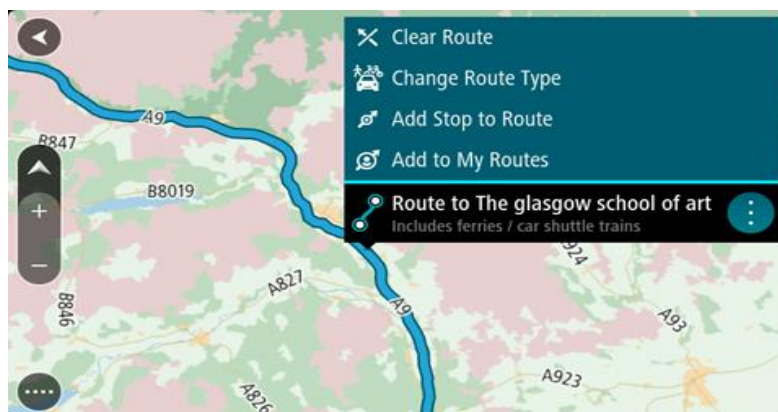 Clear Route
Change Route Type
Add Stop to Route
Add to My Routes
Route to The glasgow school of art
Includes ferries / car shuttle trains
A9
B847
B8019
A827
B846
A9
A924
A93
A923
A826